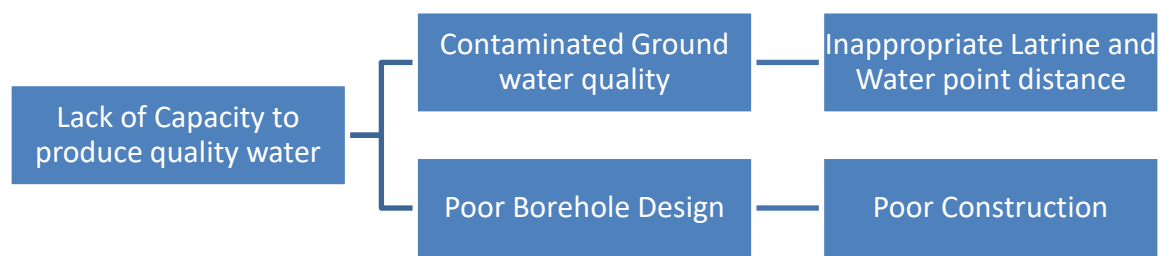 Lack of Capacity to
produce quality water
Contaminated Ground
water quality
Inappropriate Latrine and
Water point distance
Poor Borehole Design
Poor Construction